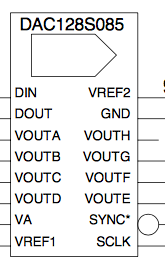 DAC128S085
DIN VREF2
DOUT GND
VOUTA VOUTH
VOUTB VOUTG
VOUTC VOUTF
VOUTD VOUTE
VA SYNC*
VREF1 SCLK